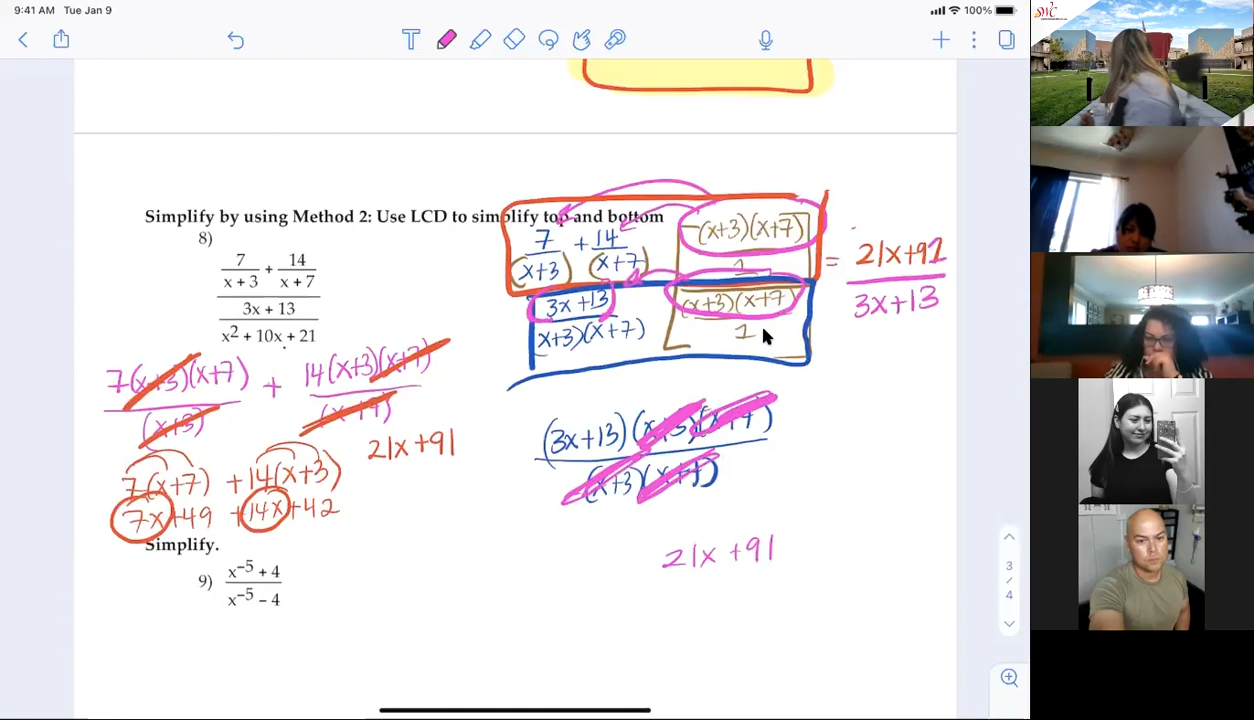 9:41 AM Tue Jan 9
100%
SWC
Simplify by using Method 2: Use LCD to simplify top and bottom
8)
7 / x + 3 + 14 / x + 7
3x + 13
x² + 10x + 21
7 / (x+3) + 14 / (x+7)
(x+3)(x+7)
1
3x+13
x+3)(x+7)
(x+3)(x+7)
1
= 21x+91
3x+13
7(x+3)(x+7) + 14(x+3)(x+7)
(x+3) (x+7)
21x+91
7(x+7) +14(x+3)
7x+49 +14x+42
(3x+13)(x+3)(x+7)
(x+3)(x+7)
21x +91
Simplify.
9) x⁻⁵ + 4
x⁻⁵ − 4
3
/
4